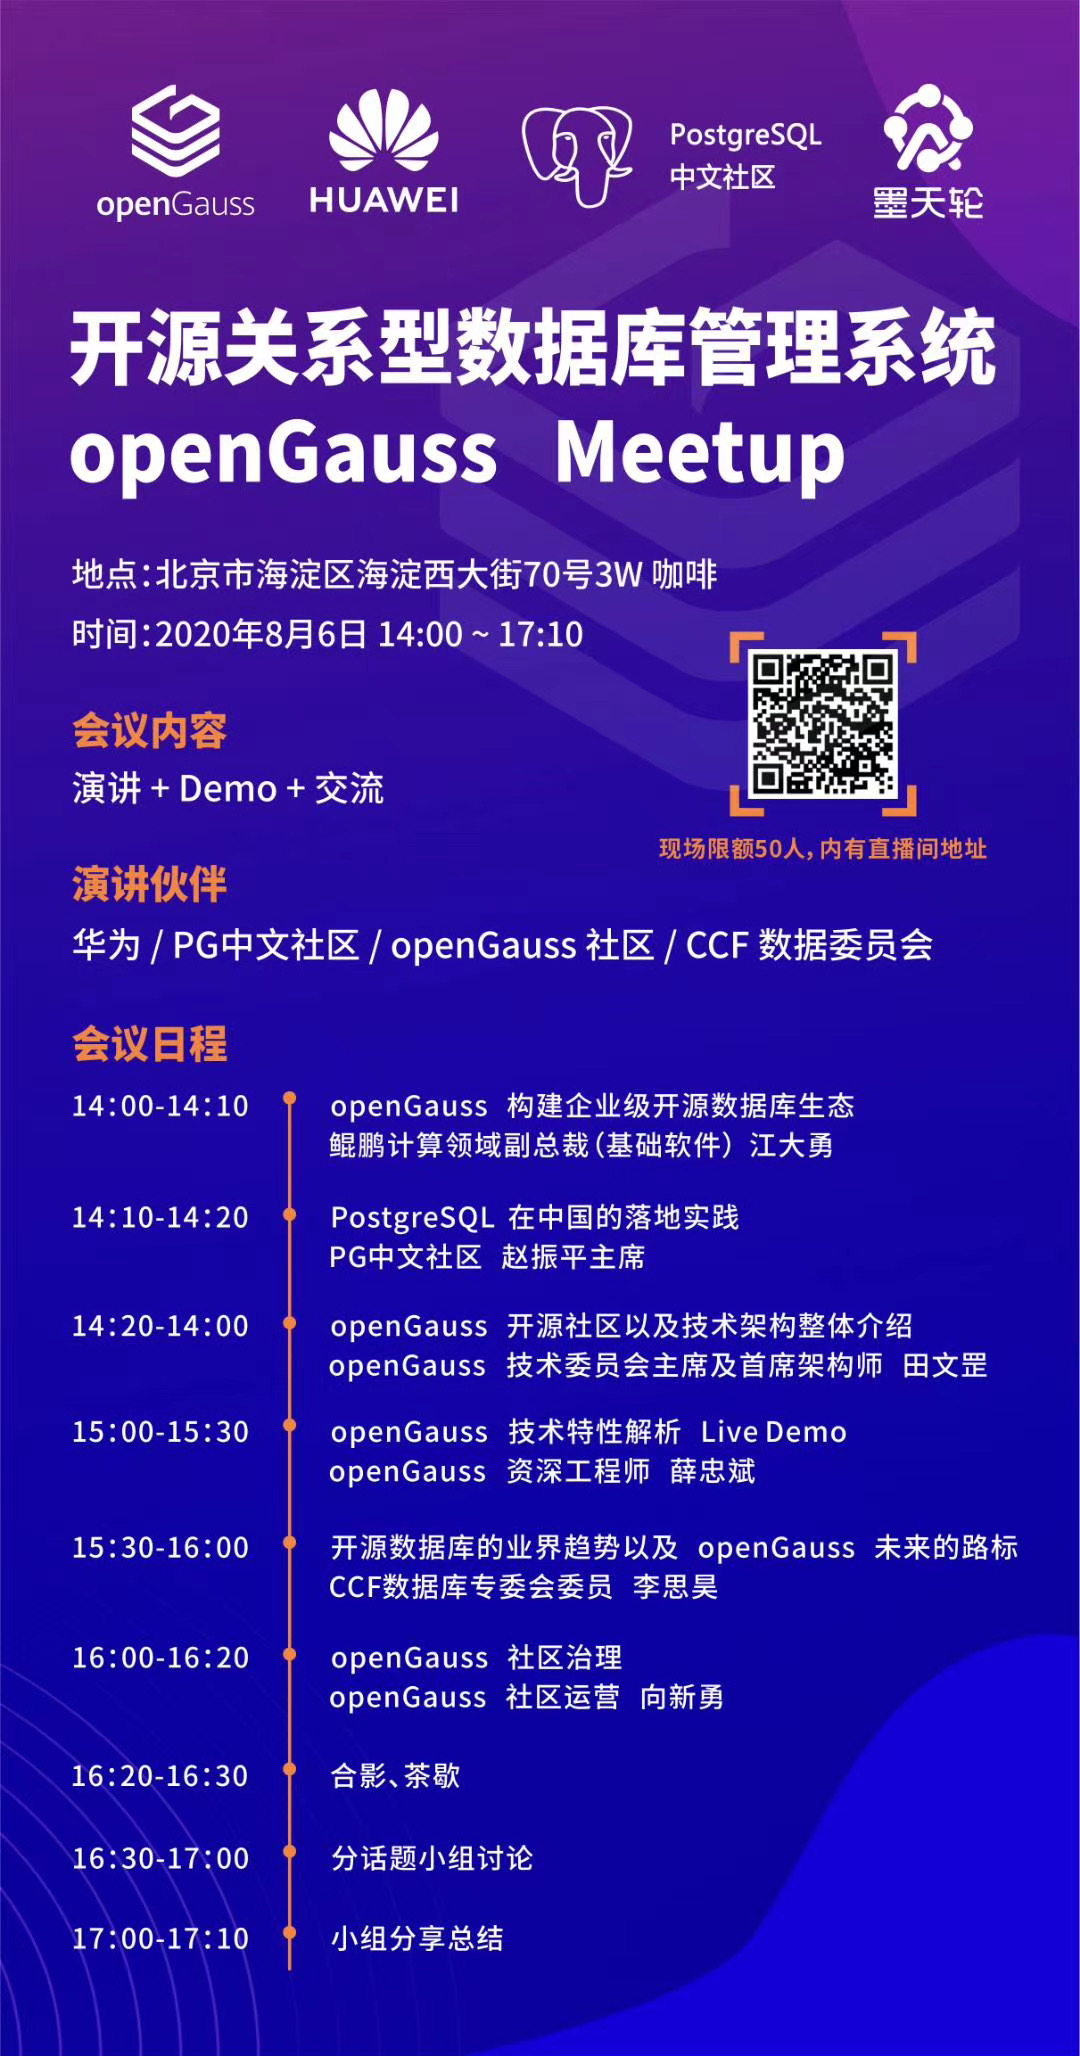 openGauss
HUAWEI
PostgreSQL
中文社区
墨天轮
开源关系型数据库管理系统
openGauss Meetup
地点：北京市海淀区海淀西大街70号3W 咖啡
时间：2020年8月6日 14:00 ~ 17:10
会议内容
演讲 + Demo + 交流
现场限额50人，内有直播间地址
演讲伙伴
华为 / PG中文社区 / openGauss 社区 / CCF 数据委员会
会议日程
14:00-14:10 openGauss 构建企业级开源数据库生态
鲲鹏计算领域副总裁（基础软件）江大勇
14:10-14:20 PostgreSQL 在中国的落地实践
PG中文社区 赵振平主席
14:20-14:00 openGauss 开源社区以及技术架构整体介绍
openGauss 技术委员会主席及首席架构师 田文罡
15:00-15:30 openGauss 技术特性解析 Live Demo
openGauss 资深工程师 薛忠斌
15:30-16:00 开源数据库的业界趋势以及 openGauss 未来的路标
CCF数据库专委会委员 李思昊
16:00-16:20 openGauss 社区治理
openGauss 社区运营 向新勇
16:20-16:30 合影、茶歇
16:30-17:00 分话题小组讨论
17:00-17:10 小组分享总结